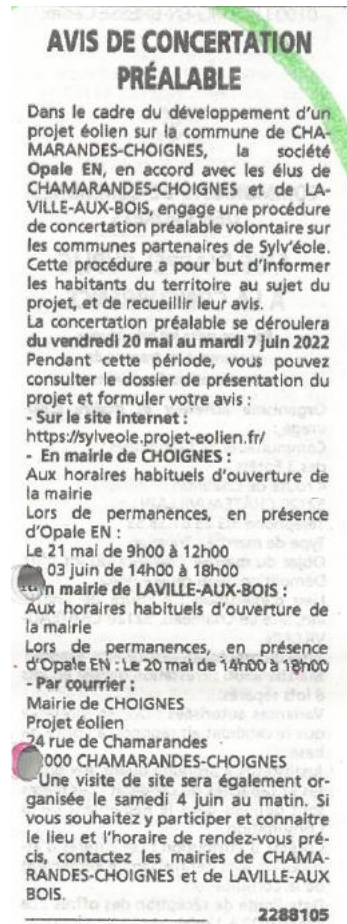 AVIS DE CONCERTATION
PRÉALABLE
Dans le cadre du développement d'un
projet éolien sur la commune de CHA-
MARANDES-CHOIGNES, la société
Opale EN, en accord avec les élus de
CHAMARANDES-CHOIGNES et de LA-
VILLE-AUX-BOIS, engage une procédure
de concertation préalable volontaire sur
les communes partenaires de Sylv'éole.
Cette procédure a pour but d'informer
les habitants du territoire au sujet du
projet, et de recueillir leur avis.
La concertation préalable se déroulera
du vendredi 20 mai au mardi 7 juin 2022
Pendant cette période, vous pouvez
consulter le dossier de présentation du
projet et formuler votre avis :
- Sur le site internet :
https://sylveole.projet-eolien.fr/
- En mairie de CHOIGNES :
Aux horaires habituels d'ouverture de
la mairie
Lors de permanences, en présence
d'Opale EN :
Le 21 mai de 9h00 à 12h00
03 juin de 14h00 à 18h00
mairie de LAVILLE-AUX-BOIS :
Aux horaires habituels d'ouverture de
la mairie
Lors de permanences, en présence
d'Opale EN : Le 20 mai de 14h00 à 18h00
- Par courrier :
Mairie de CHOIGNES
Projet éolien
24 rue de Chamarandes
2000 CHAMARANDES-CHOIGNES
Une visite de site sera également or-
ganisée le samedi 4 juin au matin. Si
vous souhaitez y participer et connaitre
le lieu et l'horaire de rendez-vous pré-
cis, contactez les mairies de CHAMA-
RANDES-CHOIGNES et de LAVILLE-AUX
BOIS.
2288105